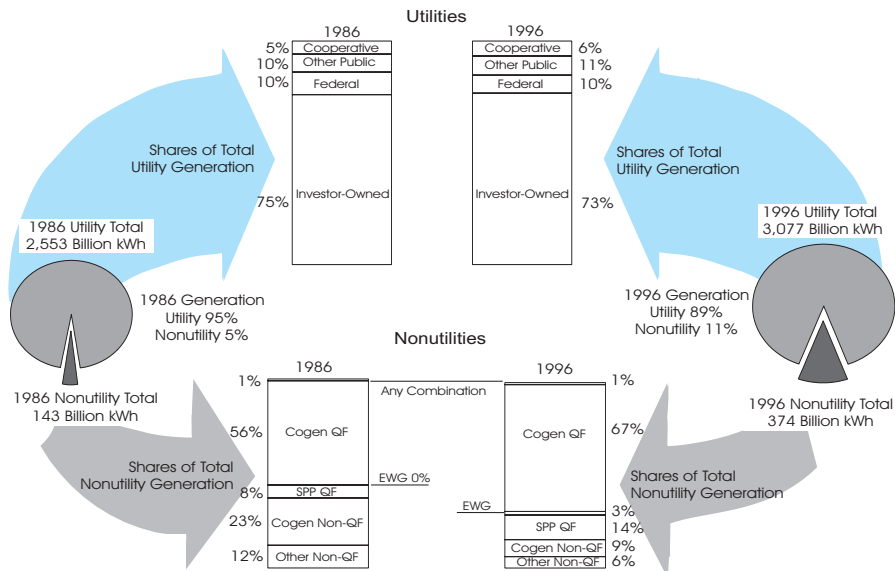 Utilities
1986
1996
5%
Cooperative
10%
Other Public
10%
Federal
75%
Investor-Owned
Cooperative
6%
Other Public
11%
Federal
10%
Investor-Owned
73%
Shares of Total
Utility Generation
Shares of Total
Utility Generation
1986 Utility Total
2,553 Billion kWh
1996 Utility Total
3,077 Billion kWh
1986 Generation
Utility 95%
Nonutility 5%
1996 Generation
Utility 89%
Nonutility 11%
1986 Nonutility Total
143 Billion kWh
1996 Nonutility Total
374 Billion kWh
Nonutilities
1986
1996
1%
Any Combination
1%
56%
Cogen QF
EWG 0%
8%
SPP QF
23%
Cogen Non-QF
12%
Other Non-QF
Cogen QF
67%
EWG
3%
SPP QF
14%
Cogen Non-QF
9%
Other Non-QF
6%
Shares of Total
Nonutility Generation
Shares of Total
Nonutility Generation